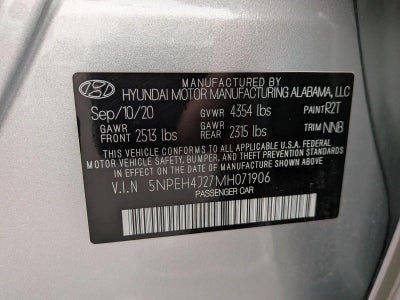 MANUFACTURED BY
HYUNDAI MOTOR MANUFACTURING ALABAMA, LLC
Sep/10/20 GVWR 4354 lbs PAINT R2T
GAWR FRONT 2513 lbs GAWR REAR 2315 lbs TRIM NNB
THIS VEHICLE CONFORMS TO ALL APPLICABLE U.S.A. FEDERAL
MOTOR VEHICLE SAFETY, BUMPER, AND THEFT PREVENTION STANDARDS
IN EFFECT ON THE DATE OF MANUFACTURE SHOWN ABOVE.
V.I.N 5NPEH4J27MH071906
PASSENGER CAR